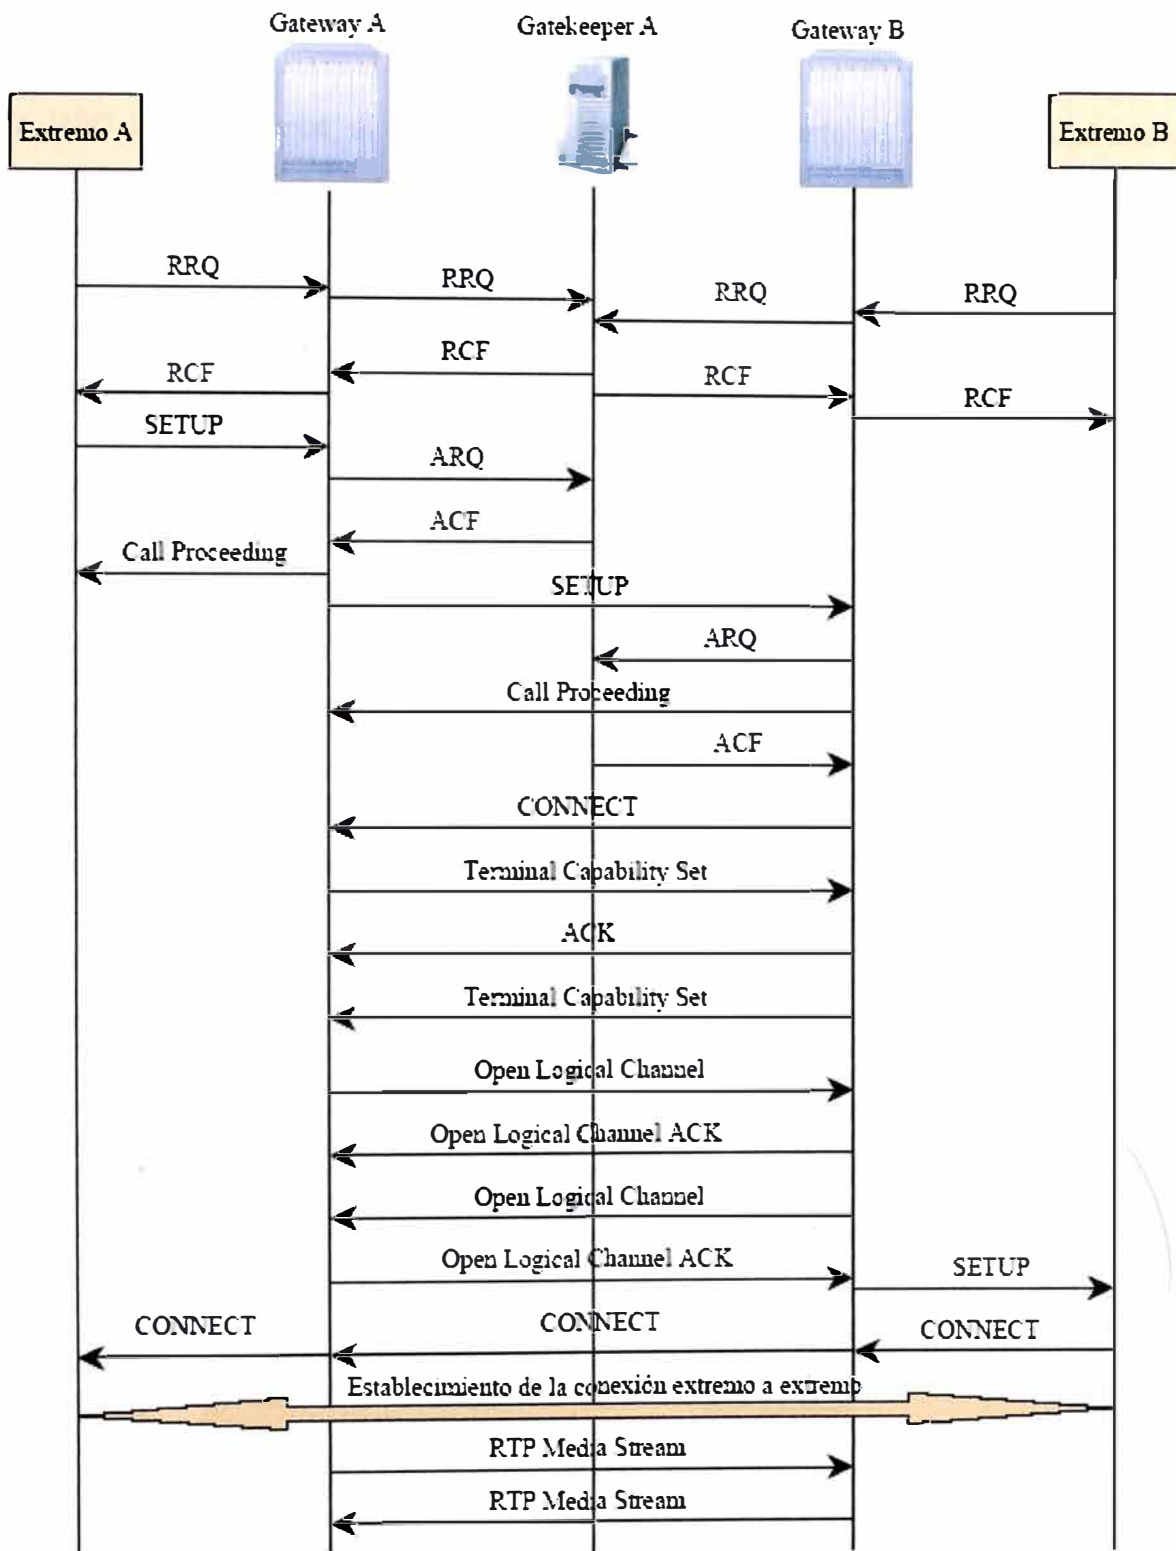 Gateway A
Gatekeeper A
Gateway B
Extremo A
Extremo B
RRQ
RRQ
RRQ
RRQ
RCF
RCF
RCF
RCF
SETUP
ARQ
ACF
Call Proceeding
SETUP
ARQ
Call Proceeding
ACF
CONNECT
Terminal Capability Set
ACK
Terminal Capability Set
Open Logical Channel
Open Logical Channel ACK
Open Logical Channel
Open Logical Channel ACK
SETUP
CONNECT
CONNECT
CONNECT
Establecimiento de la conexión extremo a extremo
RTP Media Stream
RTP Media Stream